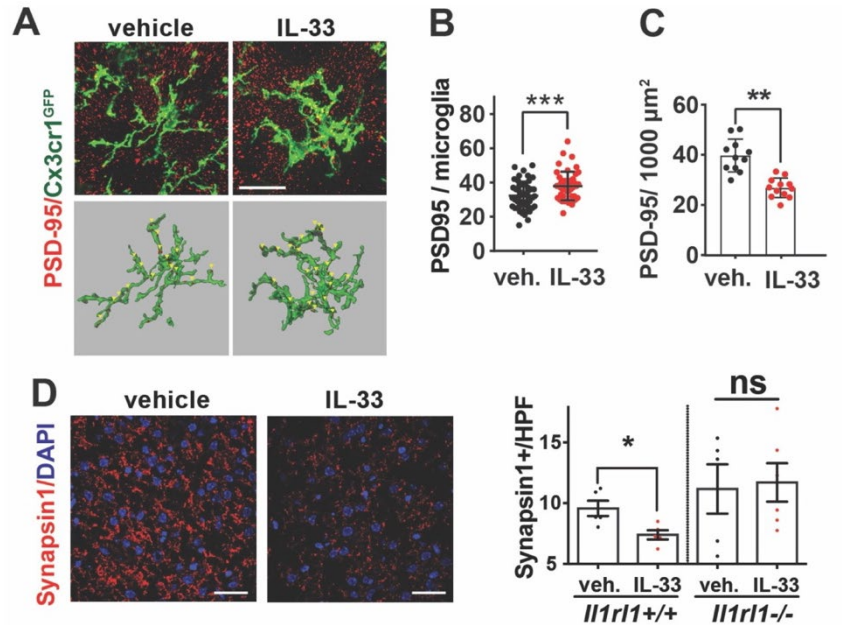 A
vehicle
IL-33
PSD-95/Cx3cr1GFP
B
***
PSD95 / microglia
80
60
40
20
0
veh. IL-33
C
**
PSD-95/ 1000 µm²
60
40
20
0
veh. IL-33
D
vehicle
IL-33
Synapsin1/DAPI
ns
*
Synapsin1+/HPF
15
10
5
veh. IL-33 veh. IL-33
Il1rl1+/+ Il1rl1-/-